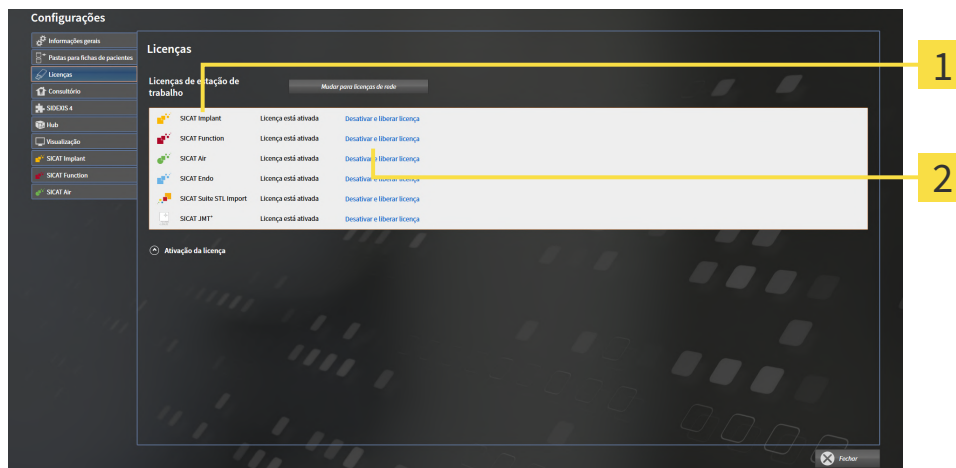 Configurações
Informações gerais
Pastas para fichas de pacientes
Licenças
Consultório
SIDEXIS 4
Hub
Visualização
SICAT Implant
SICAT Function
SICAT Air
Licenças
Licenças de estação de
trabalho
Mudar para licenças de rede
SICAT Implant Licença está ativada Desativar e liberar licença
SICAT Function Licença está ativada Desativar e liberar licença
SICAT Air Licença está ativada Desativar e liberar licença
SICAT Endo Licença está ativada Desativar e liberar licença
SICAT Suite STL Import Licença está ativada Desativar e liberar licença
SICAT JMT+ Licença está ativada Desativar e liberar licença
Ativação da licença
Fechar
1
2